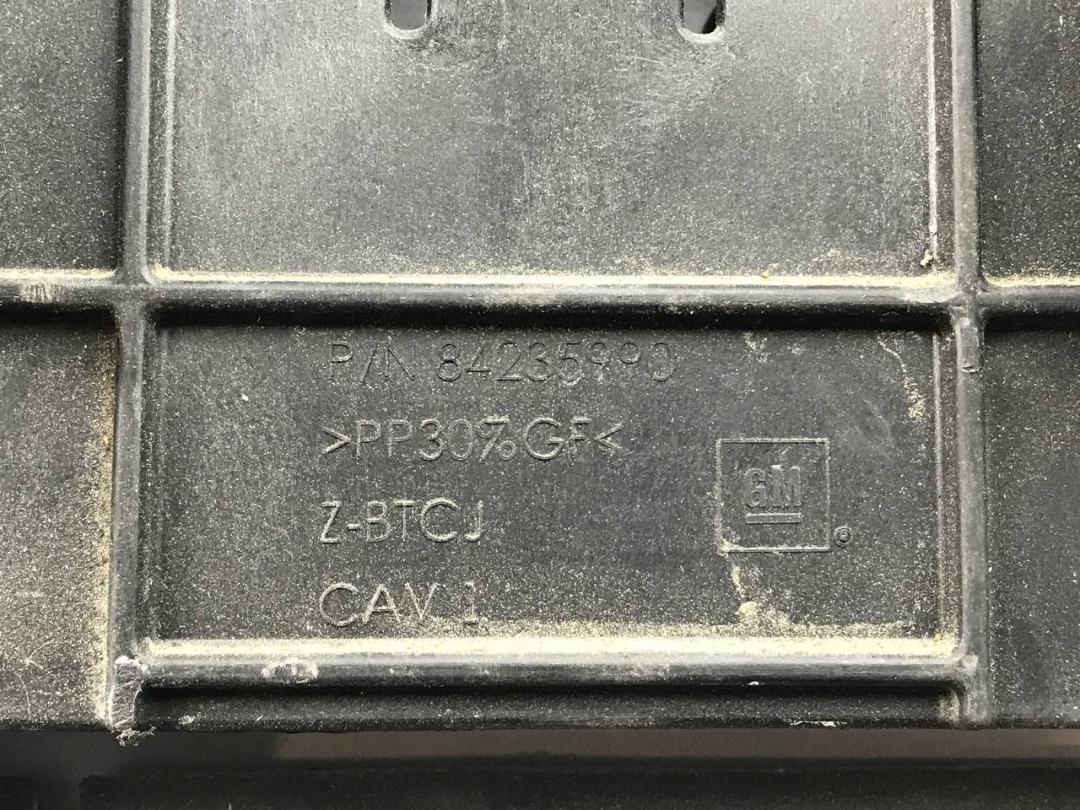 P/N 84235990
>PP30%GF<
Z-BTCJ
GM
®
CAV 1